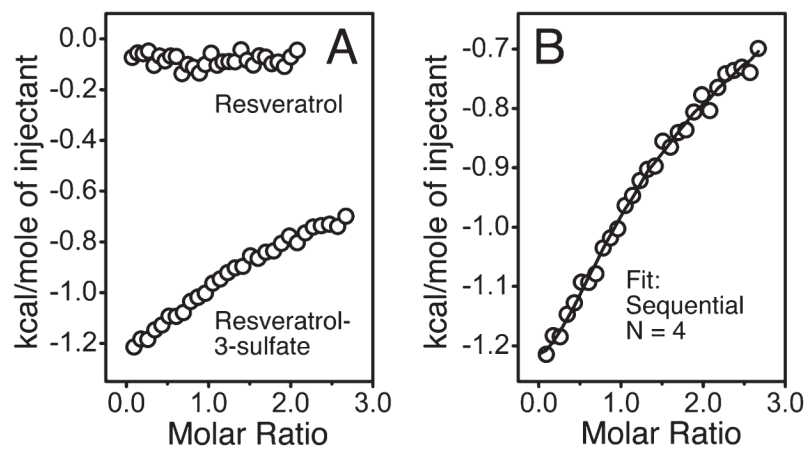 A
0.0
-0.2
-0.4
-0.6
-0.8
-1.0
-1.2
kcal/mole of injectant
Resveratrol
Resveratrol-
3-sulfate
0.0 1.0 2.0 3.0
Molar Ratio
B
-0.7
-0.8
-0.9
-1.0
-1.1
-1.2
kcal/mole of injectant
Fit:
Sequential
N = 4
0.0 1.0 2.0 3.0
Molar Ratio